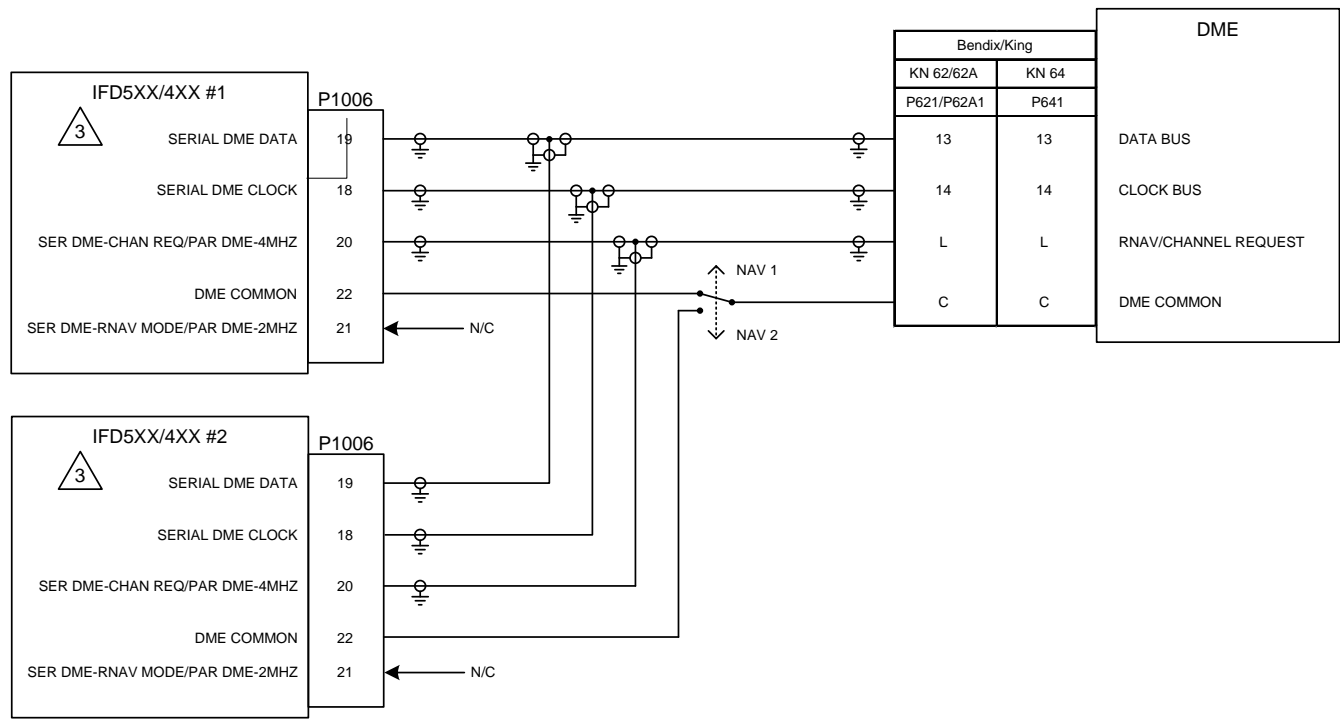 DME
Bendix/King
KN 62/62A KN 64
P621/P62A1 P641
13 13 DATA BUS
14 14 CLOCK BUS
L L RNAV/CHANNEL REQUEST
C C DME COMMON
IFD5XX/4XX #1
P1006
3
SERIAL DME DATA 19
SERIAL DME CLOCK 18
SER DME-CHAN REQ/PAR DME-4MHZ 20
DME COMMON 22
SER DME-RNAV MODE/PAR DME-2MHZ 21
N/C
NAV 1
NAV 2
IFD5XX/4XX #2
P1006
3
SERIAL DME DATA 19
SERIAL DME CLOCK 18
SER DME-CHAN REQ/PAR DME-4MHZ 20
DME COMMON 22
SER DME-RNAV MODE/PAR DME-2MHZ 21
N/C